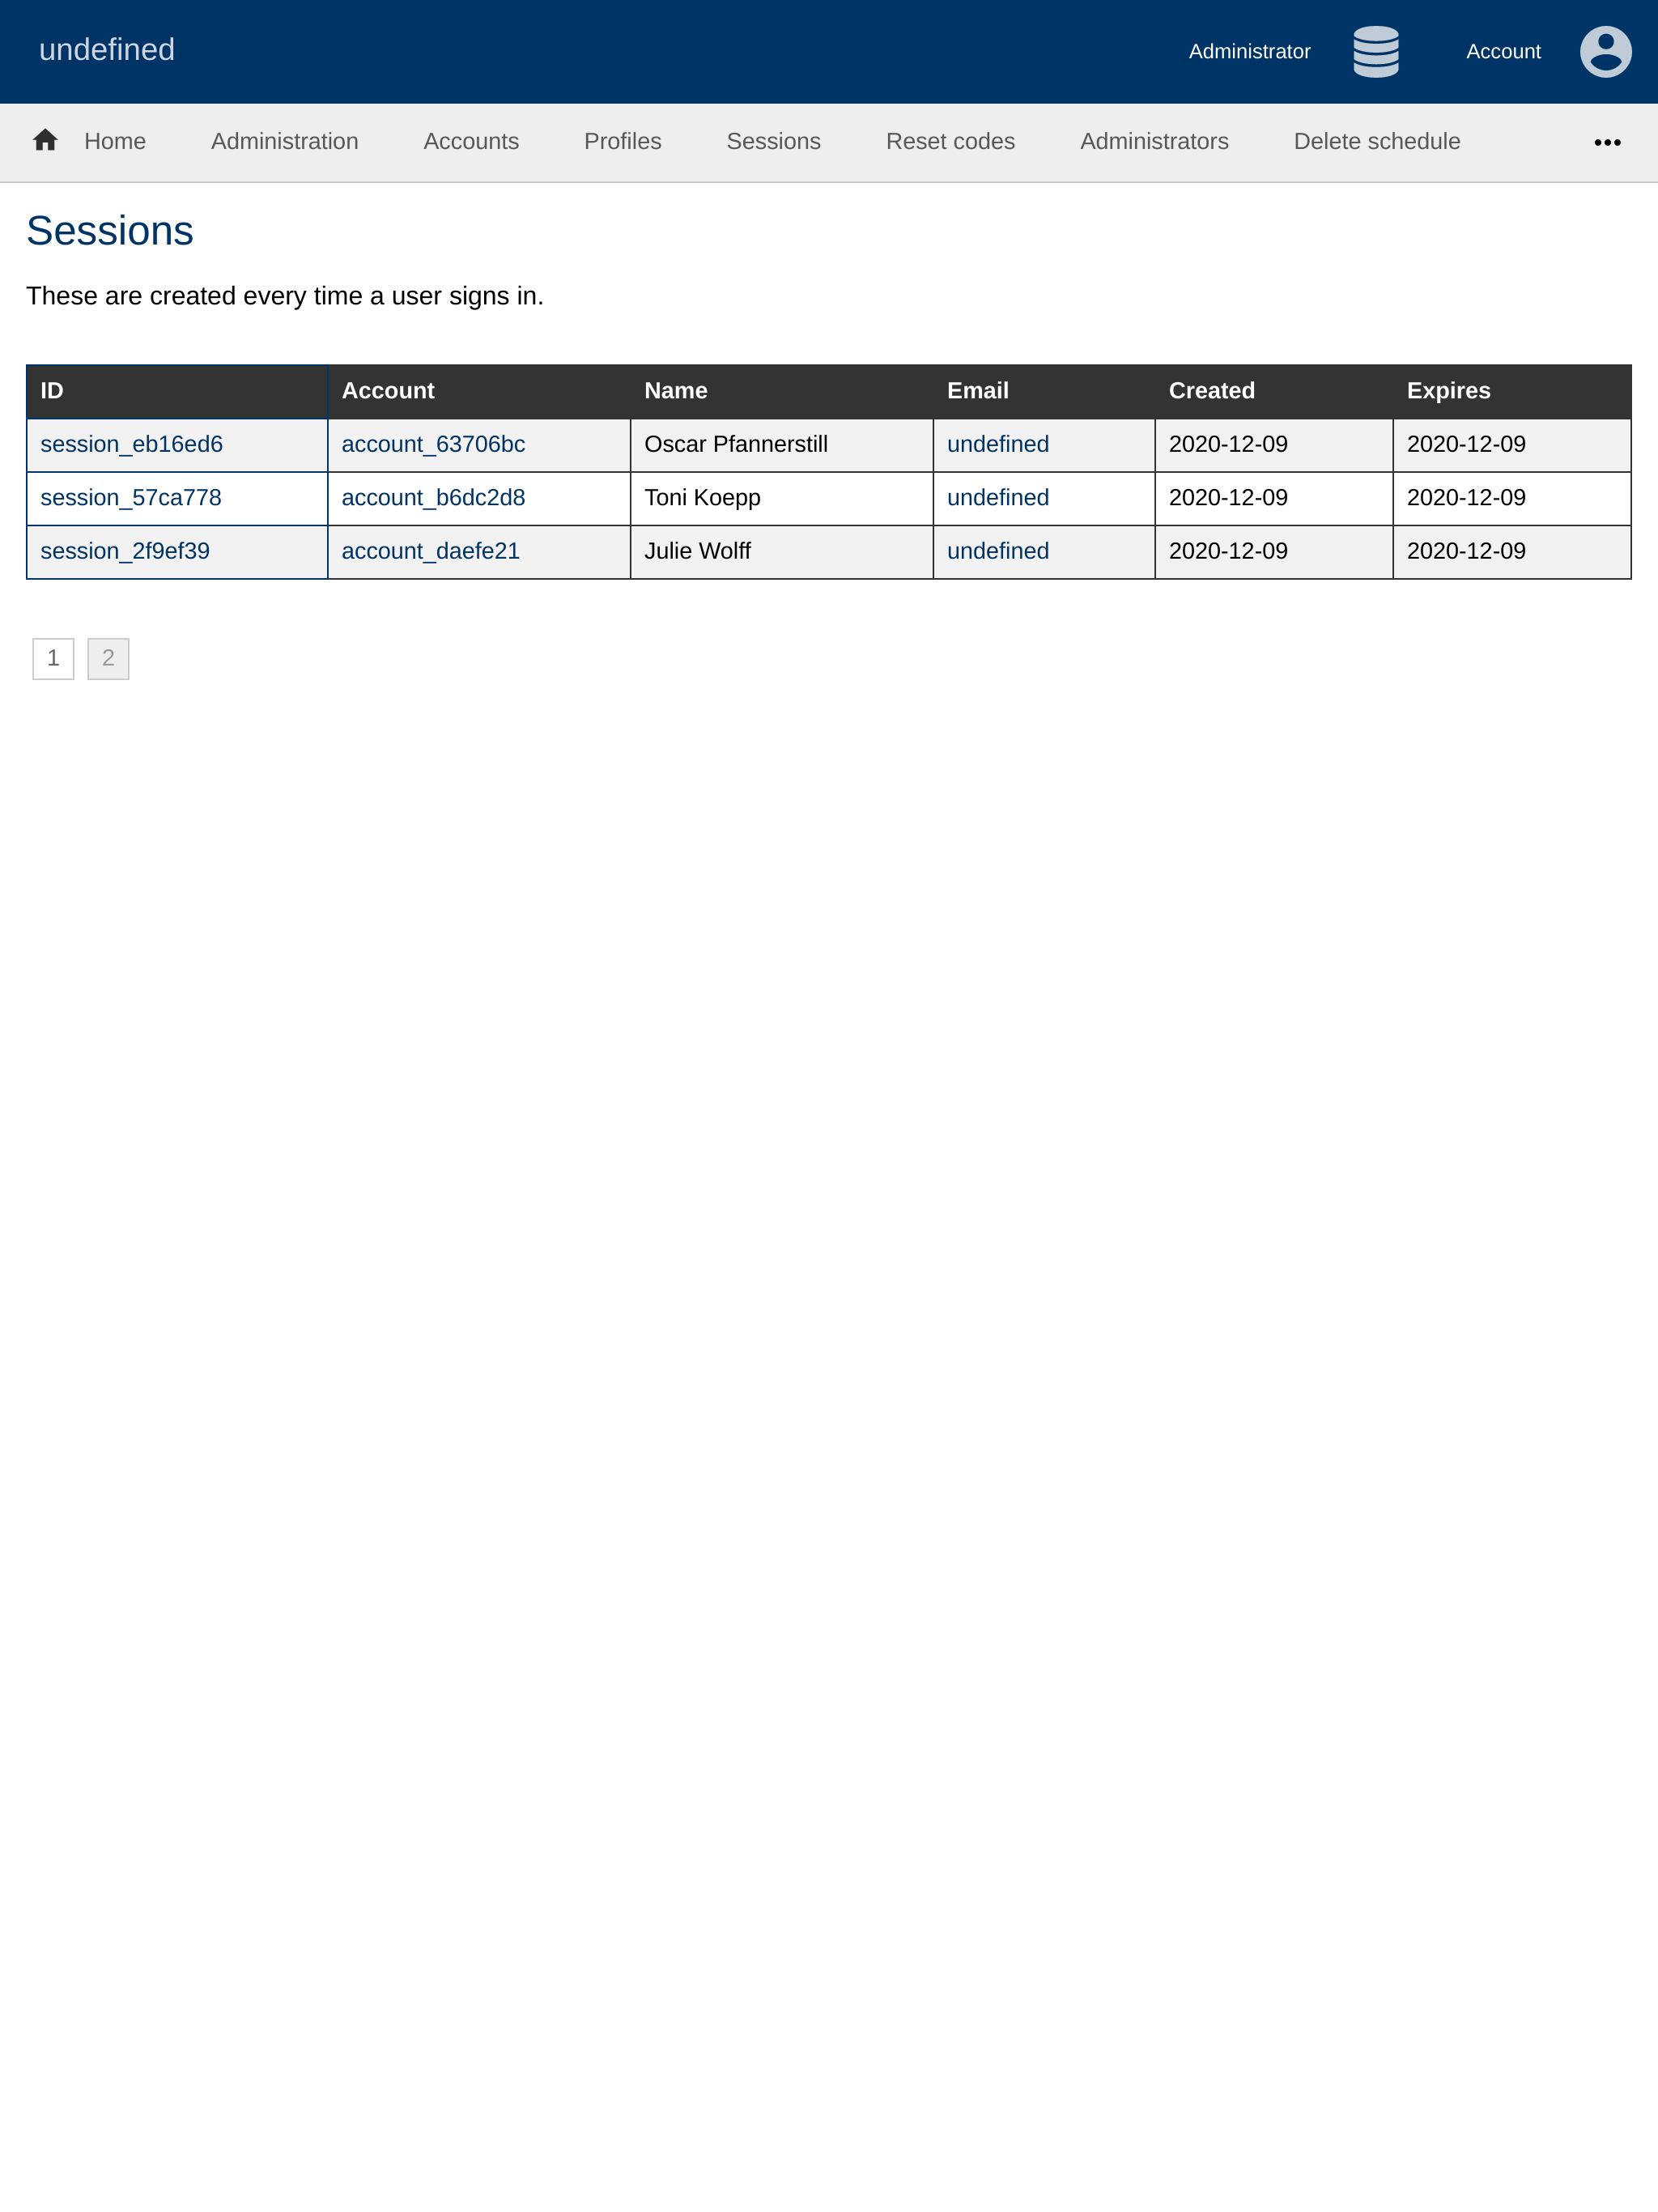 undefined Administrator Account
Home Administration Accounts Profiles Sessions Reset codes Administrators Delete schedule •••
Sessions
These are created every time a user signs in.
ID Account Name Email Created Expires
session_eb16ed6 account_63706bc Oscar Pfannerstill undefined 2020-12-09 2020-12-09
session_57ca778 account_b6dc2d8 Toni Koepp undefined 2020-12-09 2020-12-09
session_2f9ef39 account_daefe21 Julie Wolff undefined 2020-12-09 2020-12-09
1 2